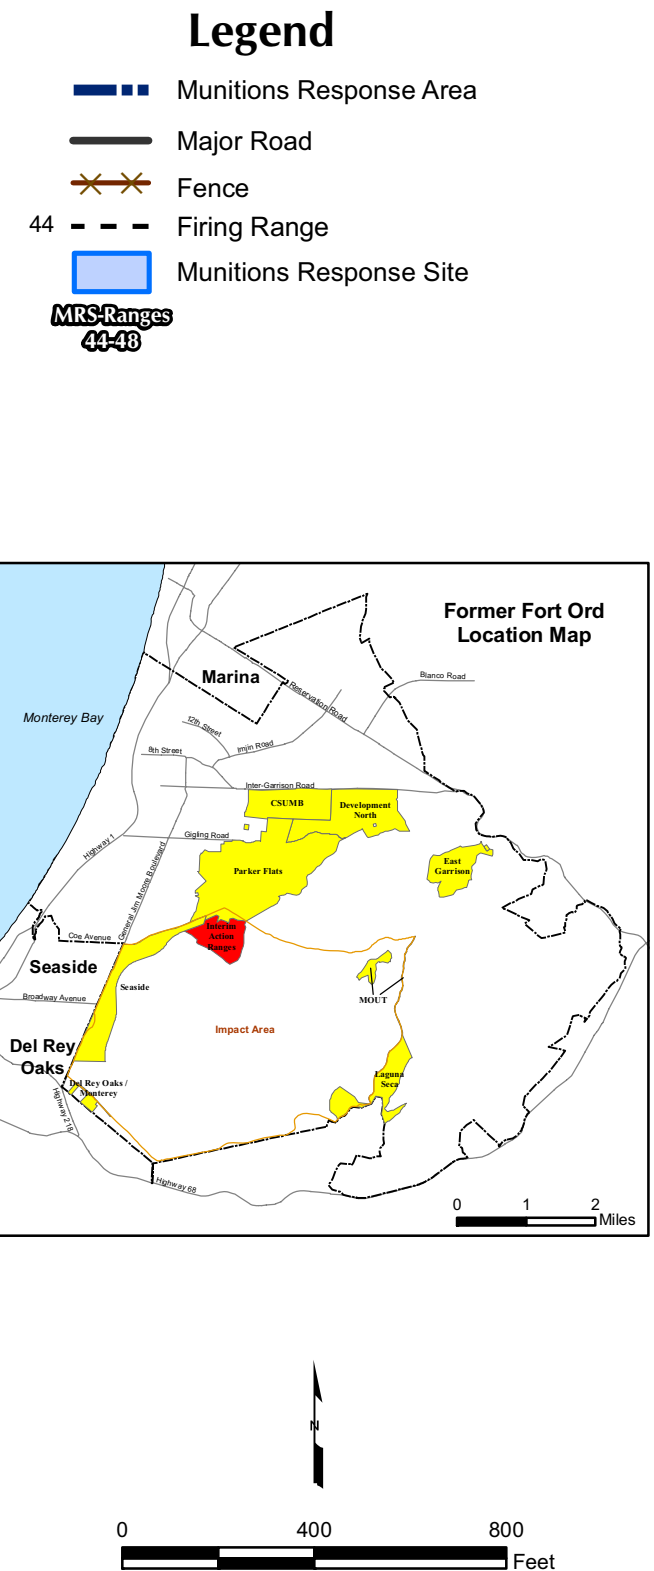 Legend
Munitions Response Area
Major Road
Fence
44 Firing Range
Munitions Response Site
MRS-Ranges
44-48
Former Fort Ord
Location Map
Marina
Blanco Road
Reservation Road
Monterey Bay
12th Street
Imjin Road
8th Street
Inter-Garrison Road
CSUMB
Development
North
Gigling Road
Highway 1
General Jim Moore Boulevard
Parker Flats
East
Garrison
Interim
Action
Ranges
Coe Avenue
Seaside
Seaside
Broadway Avenue
MOUT
Impact Area
Del Rey
Oaks
Laguna
Seca
Del Rey Oaks /
Monterey
Highway 218
Highway 68
0 1 2
Miles
N
0 400 800
Feet